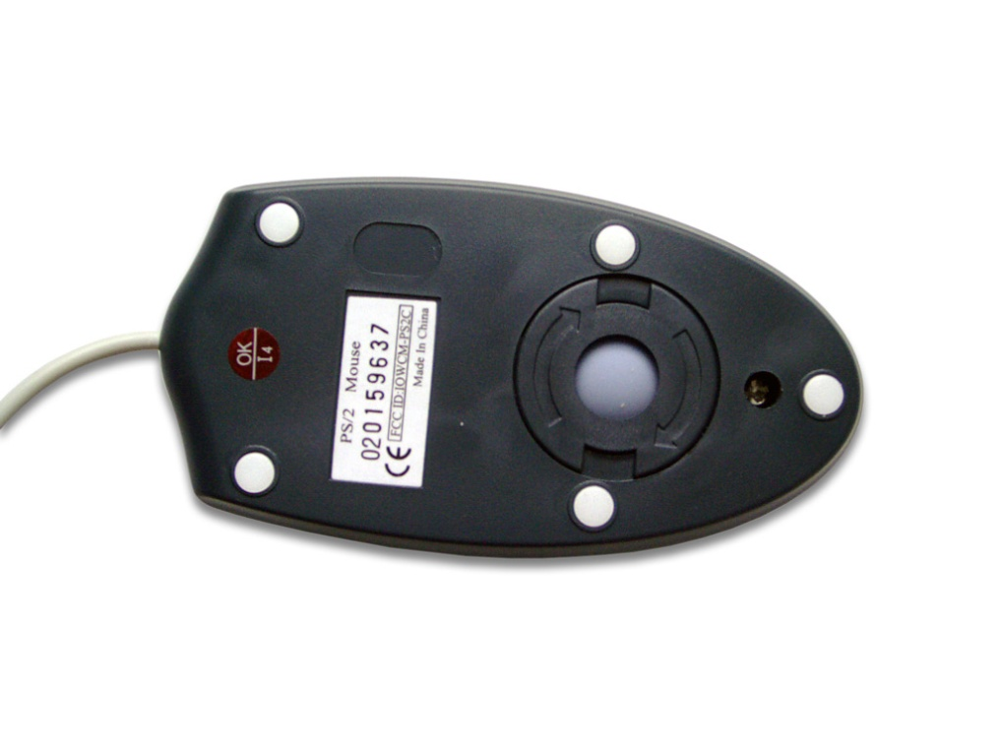 OK
I4
PS/2 Mouse
020159637
CE FCC ID:IOWCM-PS2C
Made In China